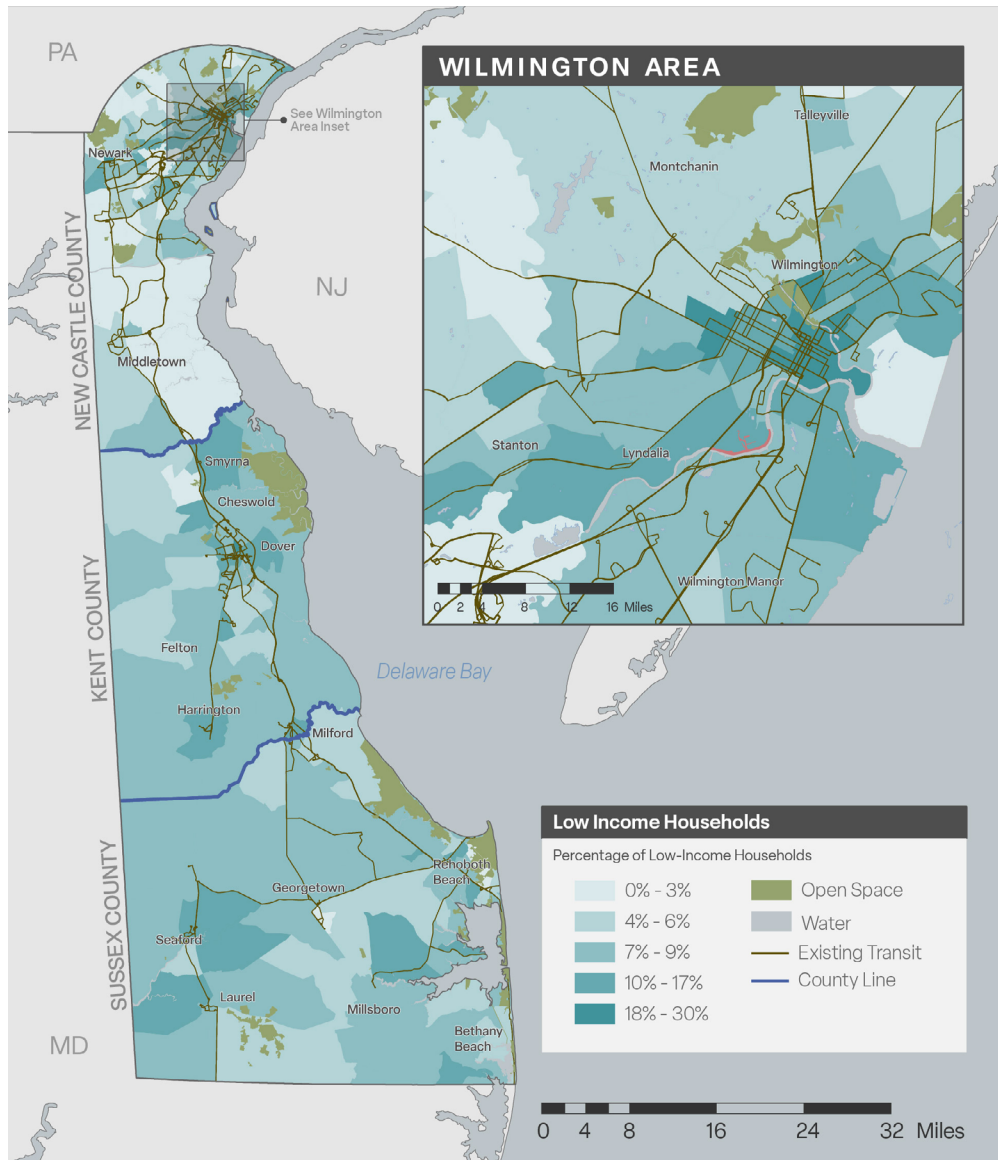 PA
See Wilmington
Area Inset
Newark
NEW CASTLE COUNTY
NJ
Middletown
Smyrna
Cheswold
Dover
KENT COUNTY
Felton
Harrington
Delaware Bay
Milford
Rehoboth
Beach
Georgetown
SUSSEX COUNTY
Seaford
Laurel
Millsboro
Bethany
Beach
MD
WILMINGTON AREA
Talleyville
Montchanin
Wilmington
Stanton
Lyndalia
Wilmington Manor
0 2 4 8 12 16 Miles
Low Income Households
Percentage of Low-Income Households
0% - 3%
4% - 6%
7% - 9%
10% - 17%
18% - 30%
Open Space
Water
Existing Transit
County Line
0 4 8 16 24 32 Miles